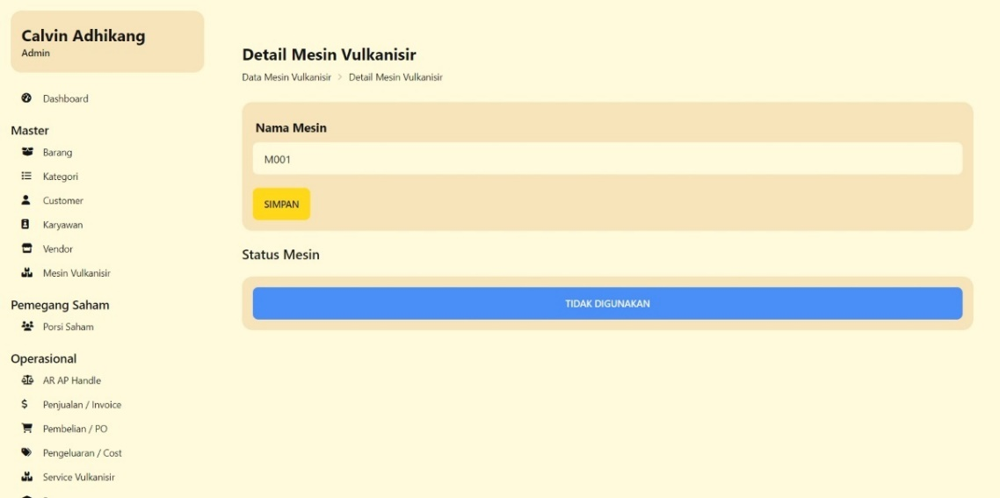 Calvin Adhikang
Admin
Dashboard
Master
Barang
Kategori
Customer
Karyawan
Vendor
Mesin Vulkanisir
Pemegang Saham
Porsi Saham
Operasional
AR AP Handle
Penjualan / Invoice
Pembelian / PO
Pengeluaran / Cost
Service Vulkanisir
Detail Mesin Vulkanisir
Data Mesin Vulkanisir > Detail Mesin Vulkanisir
Nama Mesin
M001
SIMPAN
Status Mesin
TIDAK DIGUNAKAN